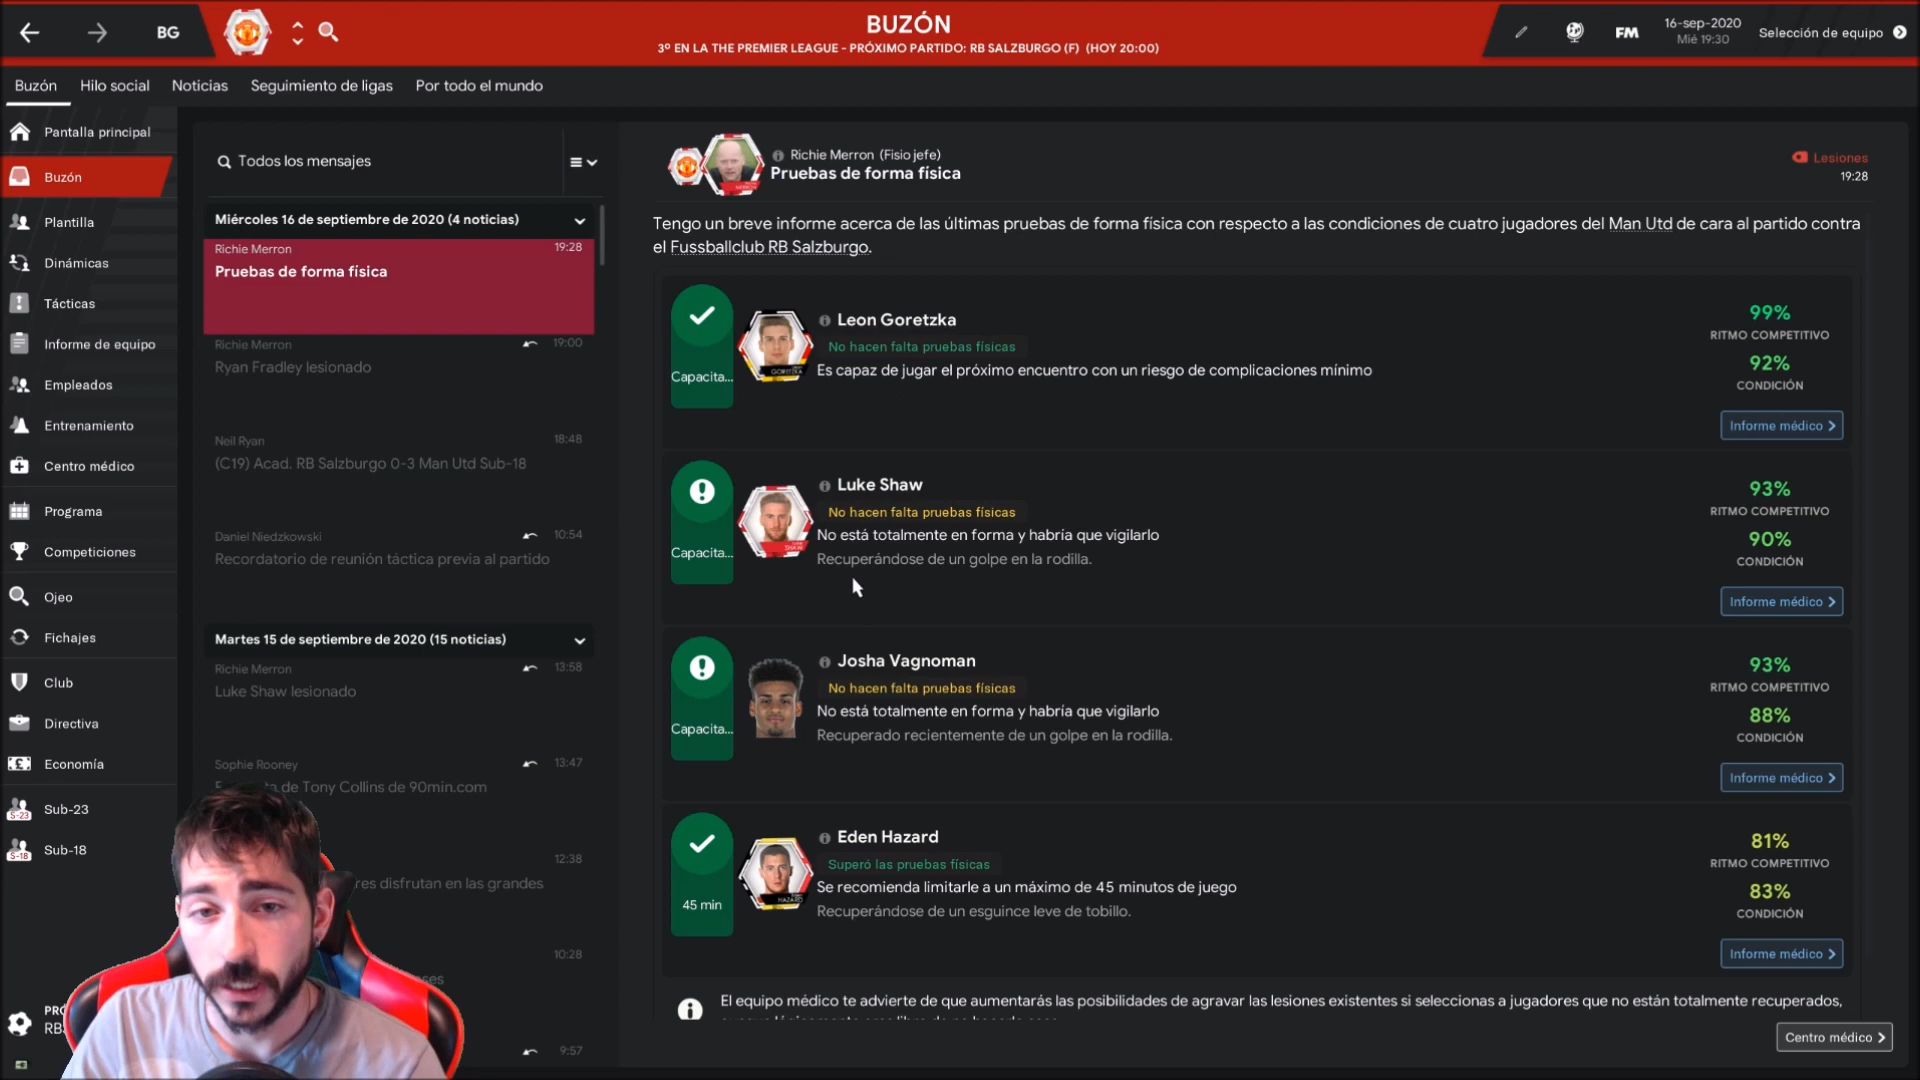 BG
BUZÓN
3º EN LA THE PREMIER LEAGUE - PRÓXIMO PARTIDO: RB SALZBURGO (F) (HOY 20:00)
FM
16-sep-2020
Mié 19:30
Selección de equipo
Buzón
Hilo social
Noticias
Seguimiento de ligas
Por todo el mundo
Pantalla principal
Buzón
Plantilla
Dinámicas
Tácticas
Informe de equipo
Empleados
Entrenamiento
Centro médico
Programa
Competiciones
Ojeo
Fichajes
Club
Directiva
Economía
S-23
Sub-23
S-18
Sub-18
Todos los mensajes
Miércoles 16 de septiembre de 2020 (4 noticias)
Richie Merron
19:28
Pruebas de forma física
Richie Merron
19:00
Ryan Fradley lesionado
Neil Ryan
18:48
(C19) Acad. RB Salzburgo 0-3 Man Utd Sub-18
Daniel Niedzkowski
10:54
Recordatorio de reunión táctica previa al partido
Martes 15 de septiembre de 2020 (15 noticias)
Richie Merron
13:58
Luke Shaw lesionado
Sophie Rooney
13:47
de Tony Collins de 90min.com
12:38
disfrutan en las grandes
10:28
9:57
Richie Merron (Fisio jefe)
Pruebas de forma física
Lesiones
19:28
Tengo un breve informe acerca de las últimas pruebas de forma física con respecto a las condiciones de cuatro jugadores del Man Utd de cara al partido contra
el Fussballclub RB Salzburgo.
Capacita...
GORETZKA
Leon Goretzka
No hacen falta pruebas físicas
Es capaz de jugar el próximo encuentro con un riesgo de complicaciones mínimo
99%
RITMO COMPETITIVO
92%
CONDICIÓN
Informe médico
Capacita...
SHAW
Luke Shaw
No hacen falta pruebas físicas
No está totalmente en forma y habría que vigilarlo
Recuperándose de un golpe en la rodilla.
93%
RITMO COMPETITIVO
90%
CONDICIÓN
Informe médico
Capacita...
Josha Vagnoman
No hacen falta pruebas físicas
No está totalmente en forma y habría que vigilarlo
Recuperado recientemente de un golpe en la rodilla.
93%
RITMO COMPETITIVO
88%
CONDICIÓN
Informe médico
45 min
HAZARD
Eden Hazard
Superó las pruebas físicas
Se recomienda limitarle a un máximo de 45 minutos de juego
Recuperándose de un esguince leve de tobillo.
81%
RITMO COMPETITIVO
83%
CONDICIÓN
Informe médico
El equipo médico te advierte de que aumentarás las posibilidades de agravar las lesiones existentes si seleccionas a jugadores que no están totalmente recuperados,
Centro médico